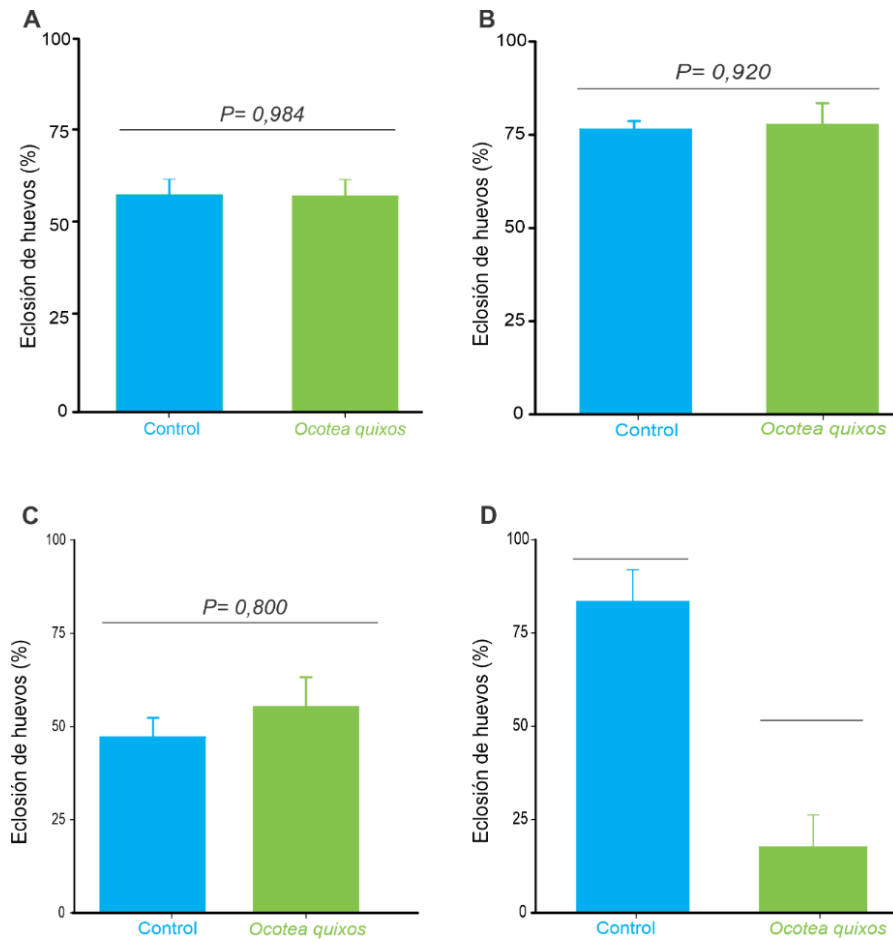 A
100
75
50
25
0
Eclosión de huevos (%)
P= 0,984
Control
Ocotea quixos
B
100
75
50
25
0
Eclosión de huevos (%)
P= 0,920
Control
Ocotea quixos
C
100
75
50
25
0
Eclosión de huevos (%)
P= 0,800
Control
Ocotea quixos
D
100
75
50
25
0
Eclosión de huevos (%)
Control
Ocotea quixos